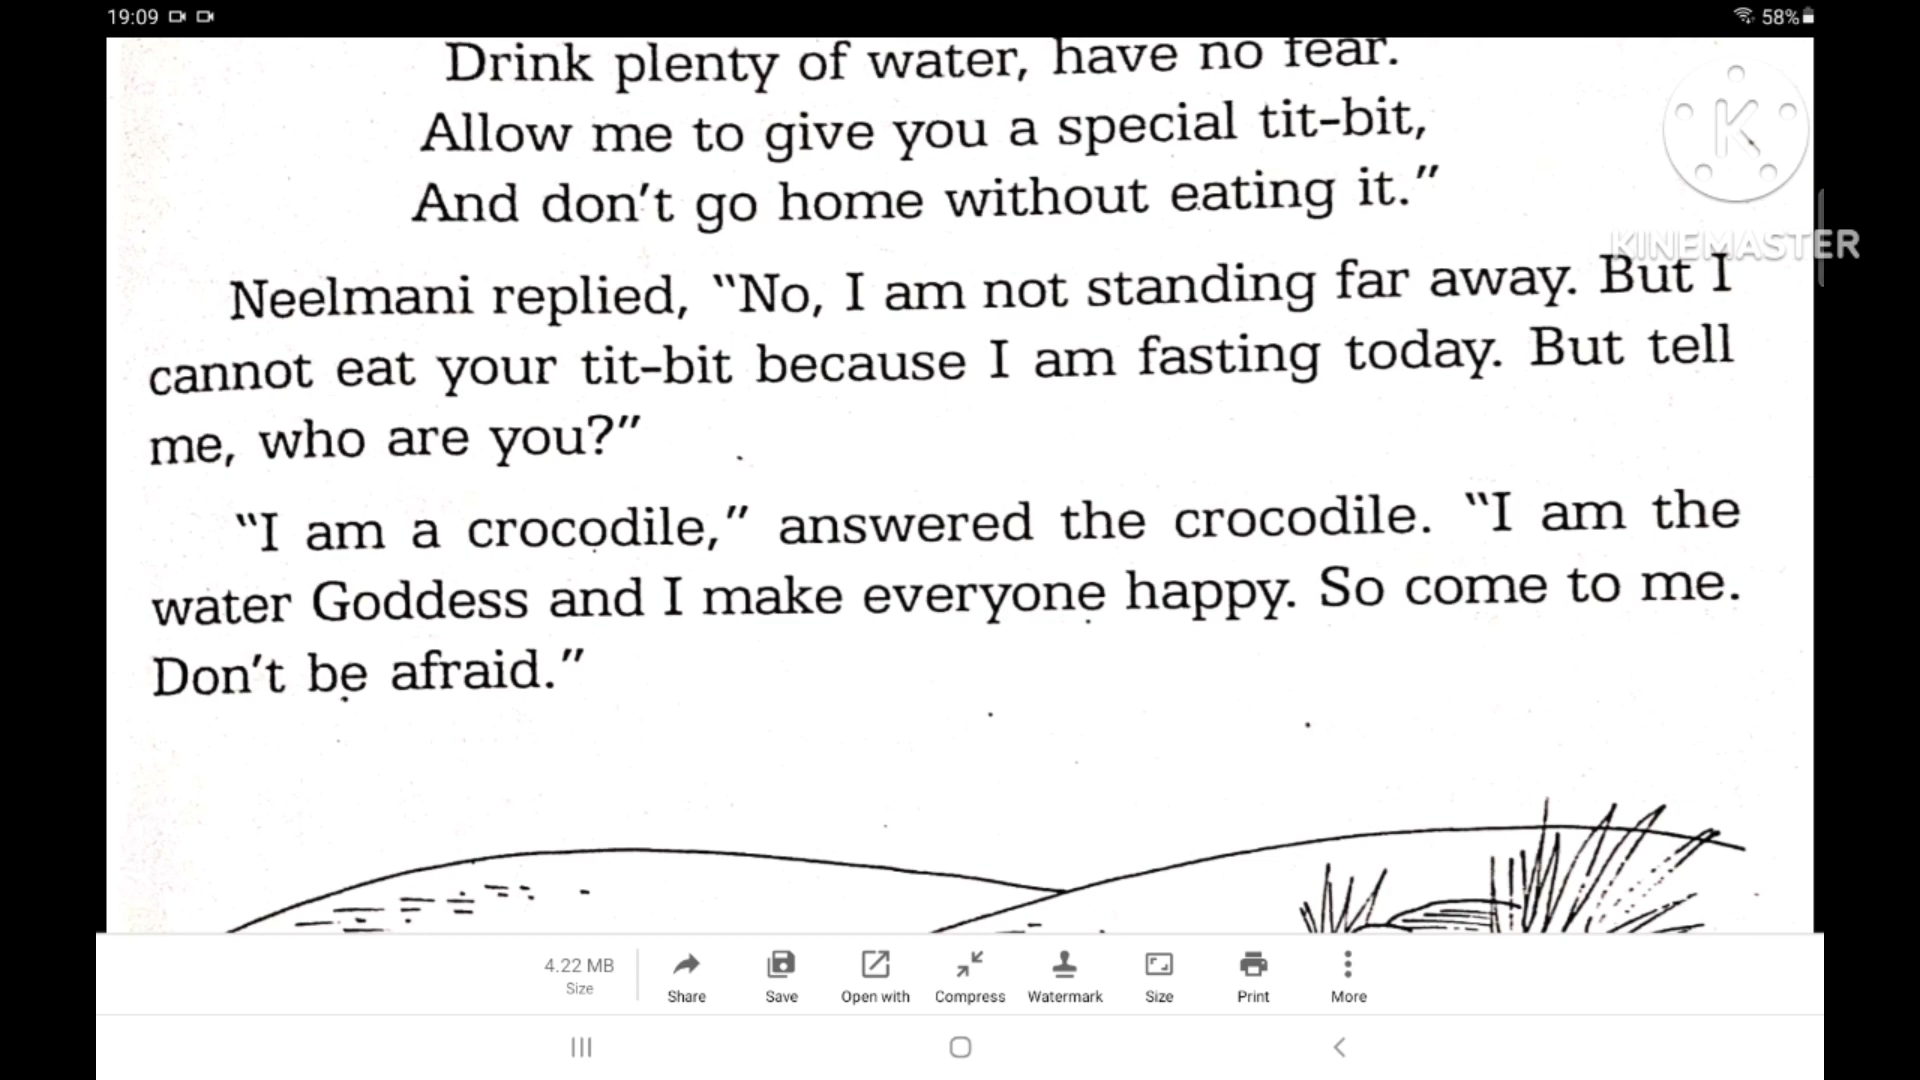 19:09
58%
Drink plenty of water, have no fear.
Allow me to give you a special tit-bit,
And don't go home without eating it."
K
KINEMASTER
Neelmani replied, "No, I am not standing far away. But I
cannot eat your tit-bit because I am fasting today. But tell
me, who are you?"
"I am a crocodile," answered the crocodile. "I am the
water Goddess and I make everyone happy. So come to me.
Don't be afraid."
4.22 MB
Size
Share
Save
Open with
Compress
Watermark
Size
Print
More